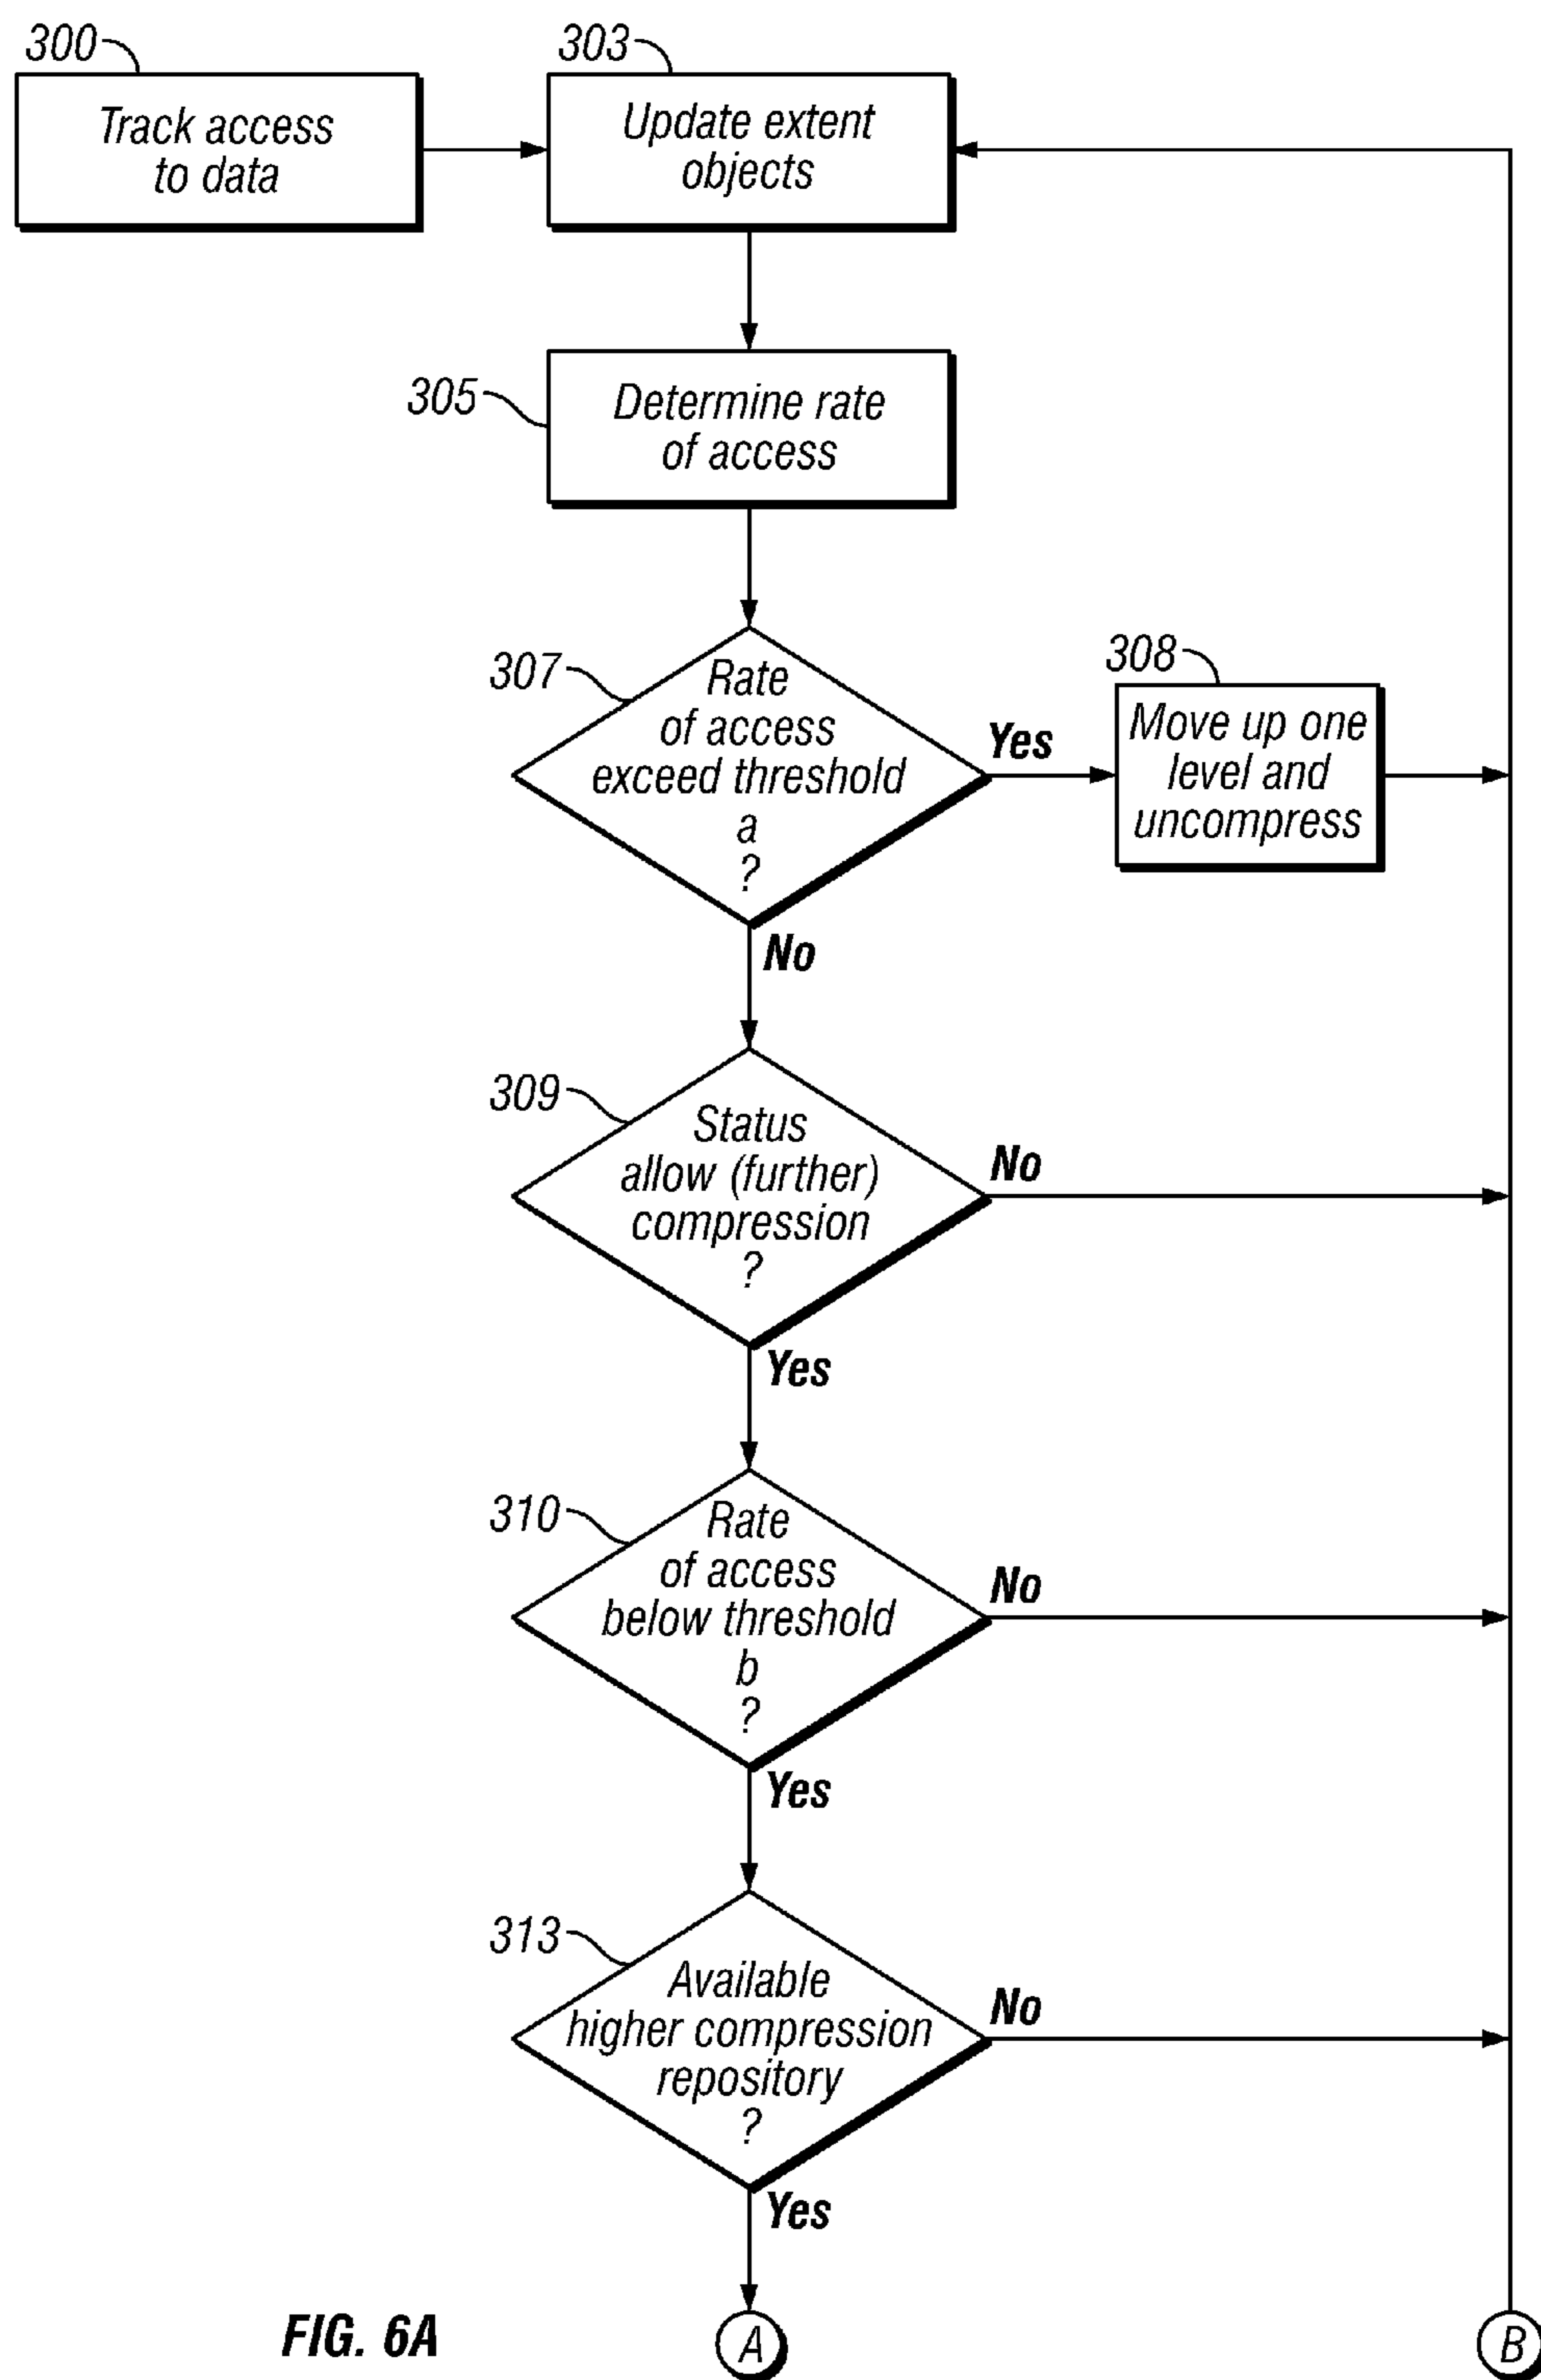 300
Track access
to data
303
Update extent
objects
305
Determine rate
of access
307
Rate
of access
exceed threshold
a
?
Yes
308
Move up one
level and
uncompress
No
309
Status
allow (further)
compression
?
No
Yes
310
Rate
of access
below threshold
b
?
No
Yes
313
Available
higher compression
repository
?
No
Yes
A
B
FIG. 6A